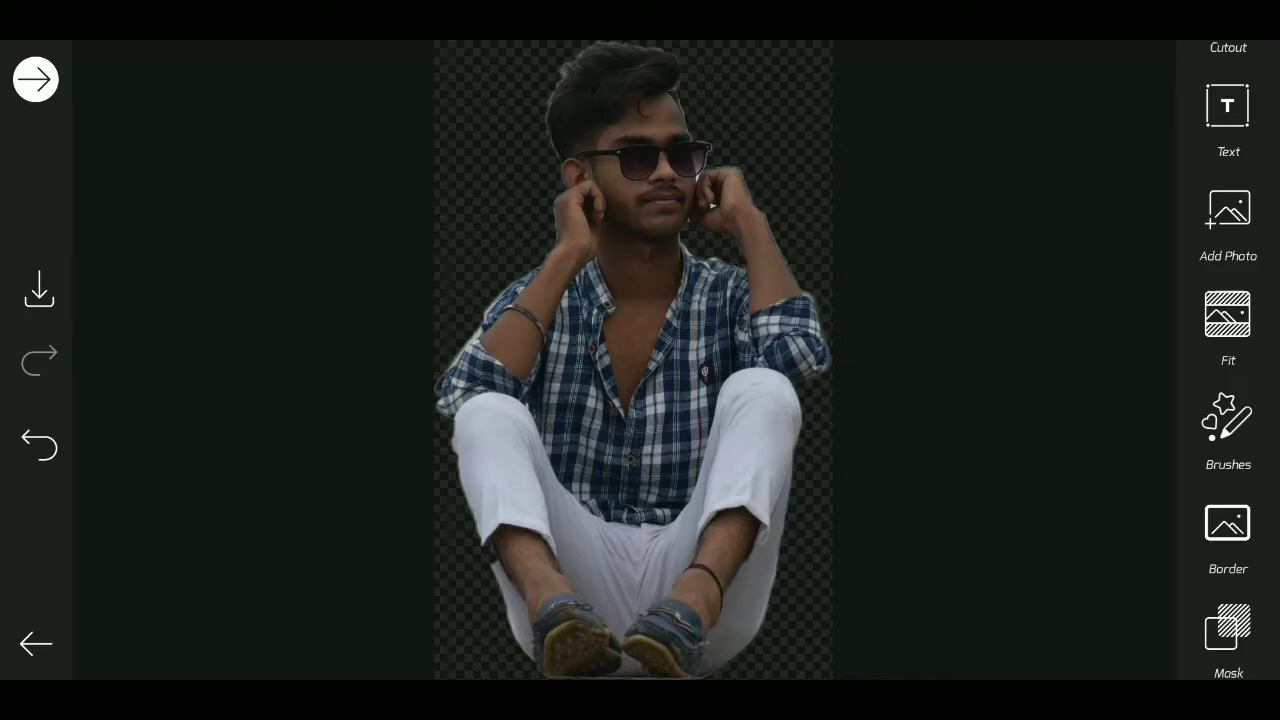 Cutout
Text
Add Photo
Fit
Brushes
Border
Mask